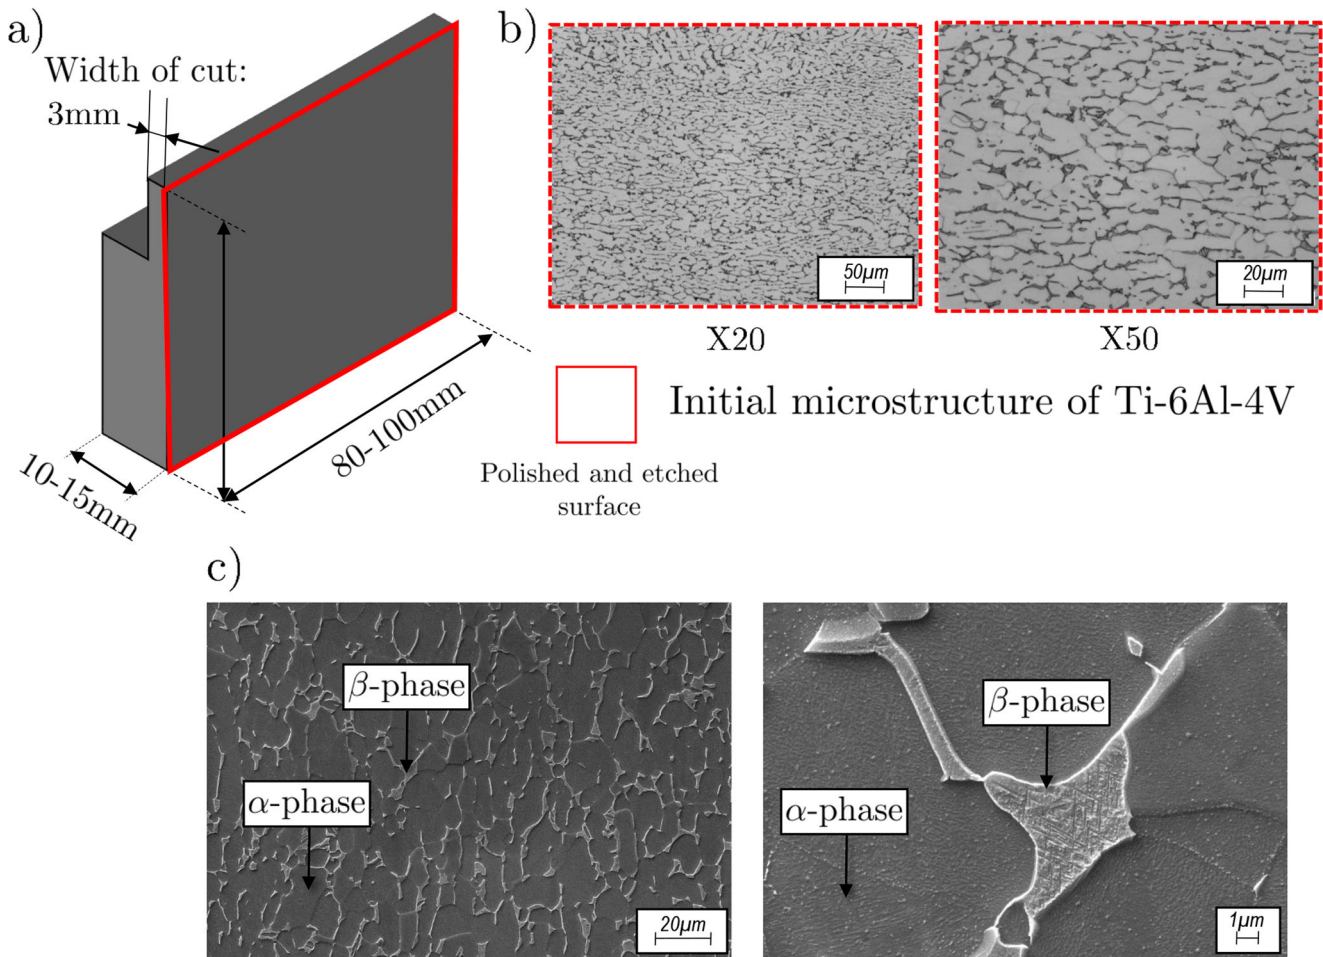 a)
Width of cut:
3mm
10-15mm
80-100mm
b)
50µm
20µm
X20
X50
Initial microstructure of Ti-6Al-4V
Polished and etched
surface
c)
β-phase
α-phase
20µm
β-phase
α-phase
1µm